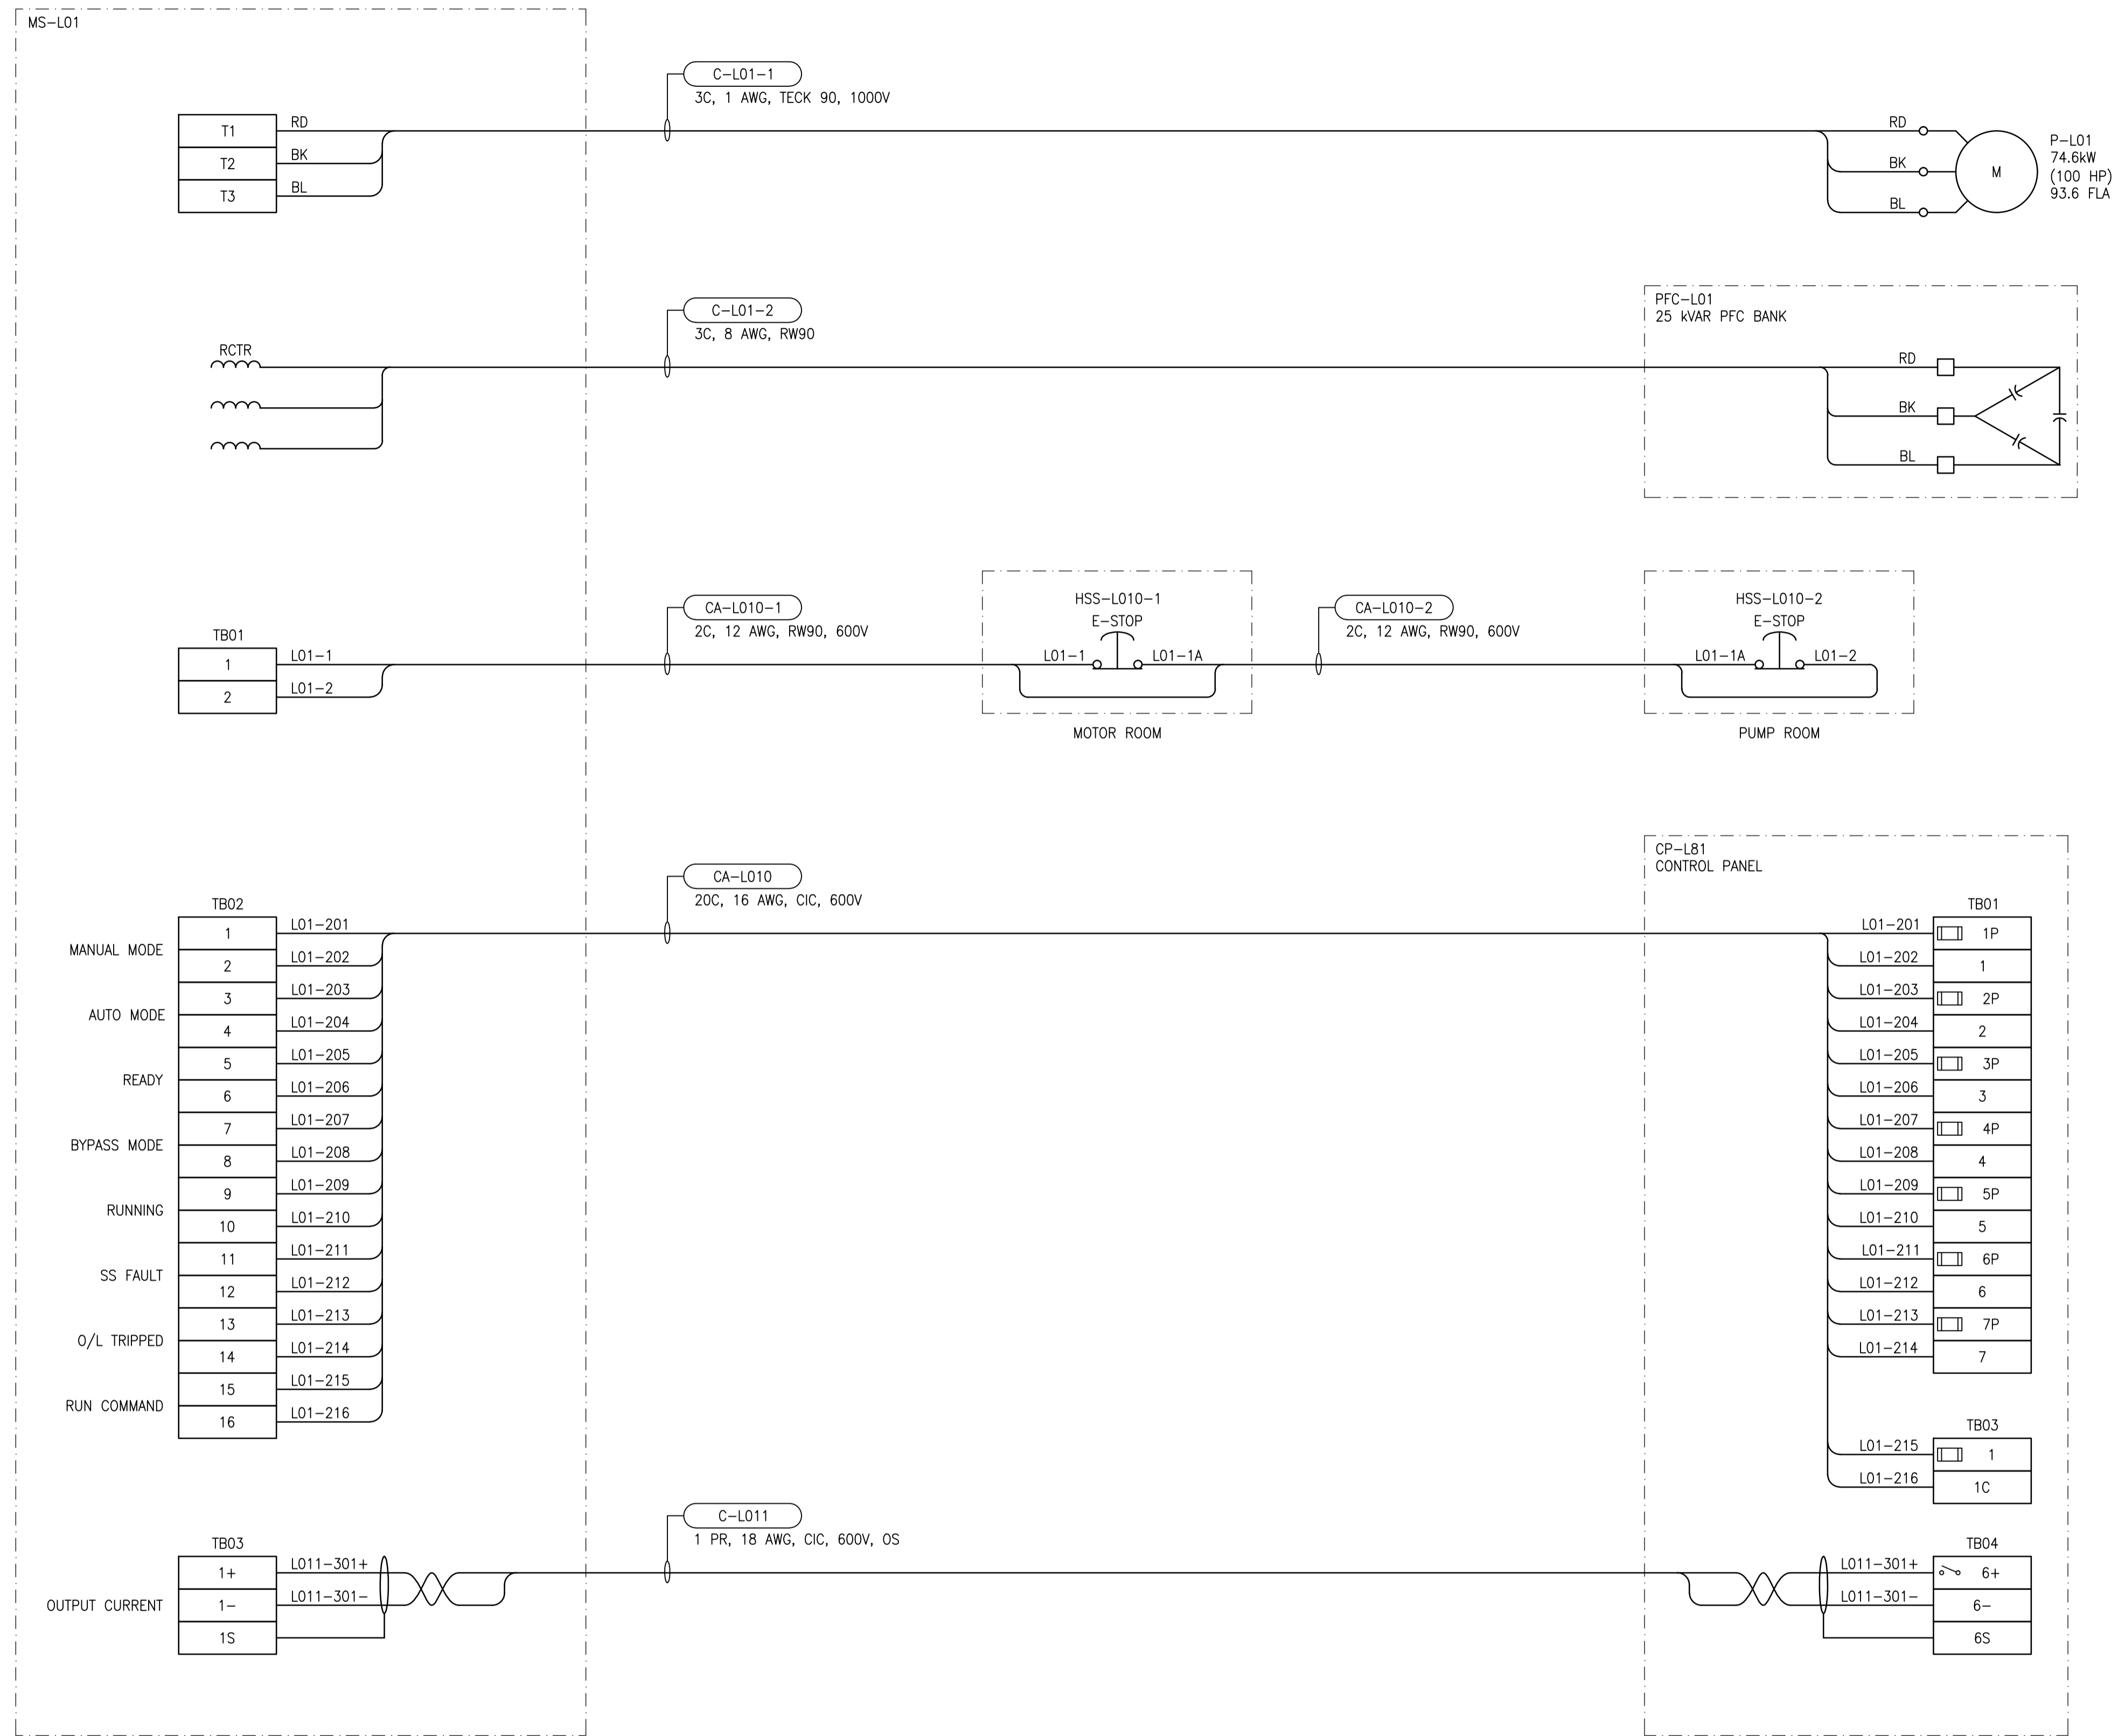 MS-L01
C-L01-1
3C, 1 AWG, TECK 90, 1000V
T1
RD
T2
BK
T3
BL
RD
BK
BL
M
P-L01
74.6kW
(100 HP)
93.6 FLA
C-L01-2
3C, 8 AWG, RW90
RCTR
PFC-L01
25 kVAR PFC BANK
RD
BK
BL
CA-L010-1
2C, 12 AWG, RW90, 600V
TB01
1
L01-1
2
L01-2
HSS-L010-1
E-STOP
L01-1
L01-1A
MOTOR ROOM
CA-L010-2
2C, 12 AWG, RW90, 600V
HSS-L010-2
E-STOP
L01-1A
L01-2
PUMP ROOM
CA-L010
20C, 16 AWG, CIC, 600V
TB02
MANUAL MODE
1
L01-201
2
L01-202
AUTO MODE
3
L01-203
4
L01-204
READY
5
L01-205
6
L01-206
BYPASS MODE
7
L01-207
8
L01-208
RUNNING
9
L01-209
10
L01-210
SS FAULT
11
L01-211
12
L01-212
O/L TRIPPED
13
L01-213
14
L01-214
RUN COMMAND
15
L01-215
16
L01-216
CP-L81
CONTROL PANEL
TB01
L01-201
1P
L01-202
1
L01-203
2P
L01-204
2
L01-205
3P
L01-206
3
L01-207
4P
L01-208
4
L01-209
5P
L01-210
5
L01-211
6P
L01-212
6
L01-213
7P
L01-214
7
TB03
L01-215
1
L01-216
1C
C-L011
1 PR, 18 AWG, CIC, 600V, OS
TB03
OUTPUT CURRENT
1+
L011-301+
1-
L011-301-
1S
TB04
L011-301+
6+
L011-301-
6-
6S